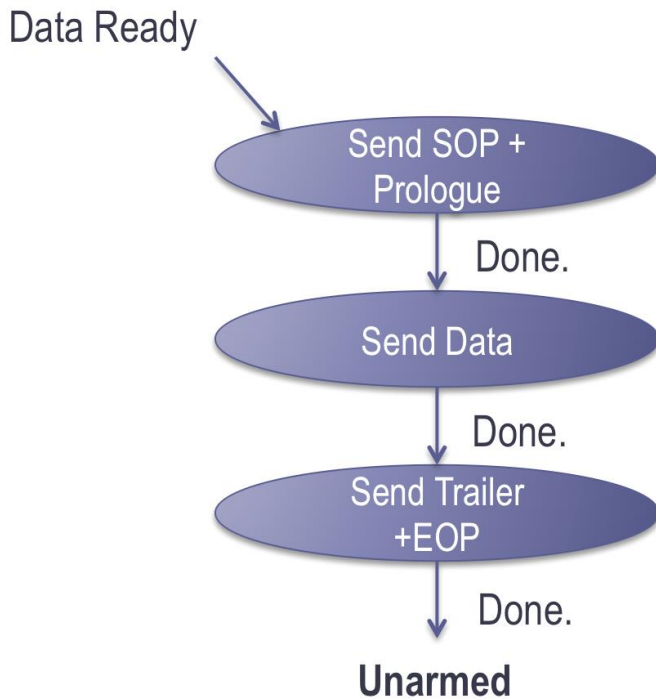 Data Ready
Send SOP +
Prologue
Done.
Send Data
Done.
Send Trailer
+EOP
Done.
Unarmed